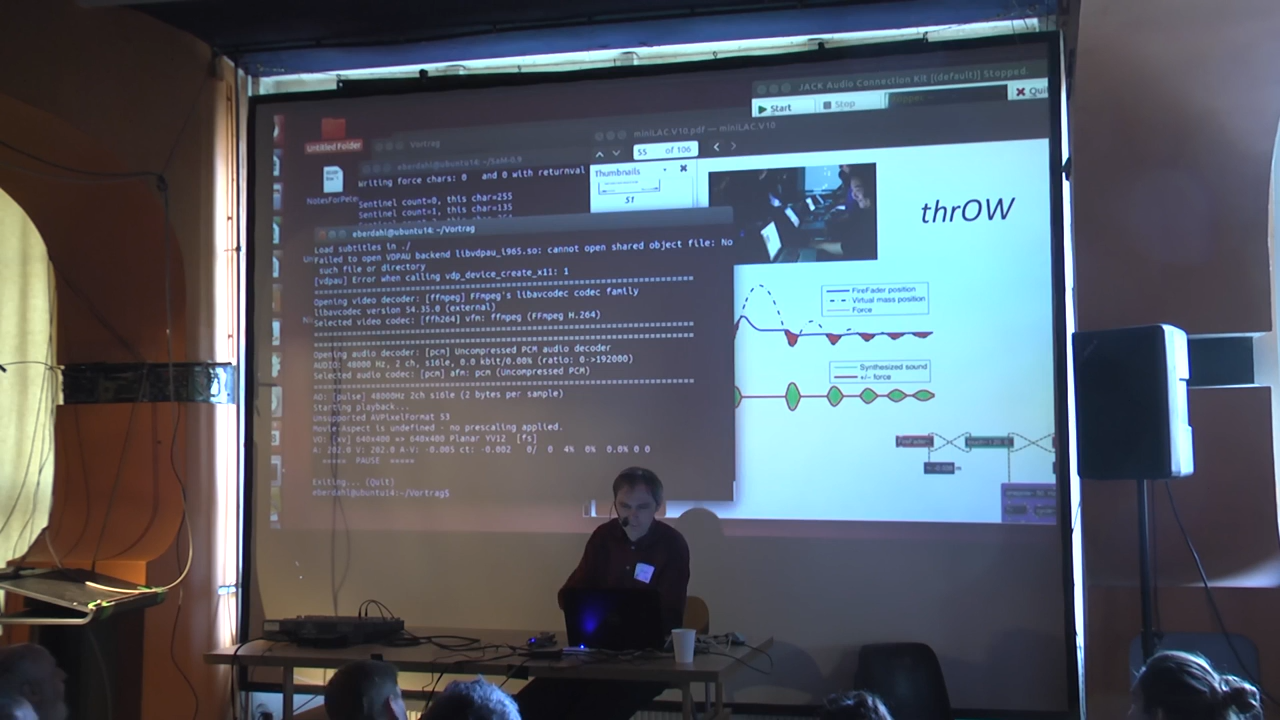 JACK Audio Connection Kit [(default)] Stopped.
Start
Stop
Qui
Untitled Folder
Vortrag
miniLAC V10.pdf — miniLAC V10
55 of 106
eberdahl@ubuntu14: ~/SaM-0.9
Writing force chars: 0 and 0 with returnval
Thumbnails
51
NotesForPete
Sentinel count=0, this char=255
Sentinel count=1, this char=135
thrOW
eberdahl@ubuntu14: ~/Vortrag
Load subtitles in ./
Failed to open VDPAU backend libvdpau_i965.so: cannot open shared object file: No
such file or directory
[vdpau] Error when calling vdp_device_create_x11: 1
==========================================================================
Opening video decoder: [ffmpeg] FFmpeg's libavcodec codec family
libavcodec version 54.35.0 (external)
Selected video codec: [ffh264] vfm: ffmpeg (FFmpeg H.264)
==========================================================================
==========================================================================
Opening audio decoder: [pcm] Uncompressed PCM audio decoder
AUDIO: 48000 Hz, 2 ch, s16le, 0.0 kbit/0.00% (ratio: 0->192000)
Selected audio codec: [pcm] afm: pcm (Uncompressed PCM)
==========================================================================
AO: [pulse] 48000Hz 2ch s16le (2 bytes per sample)
Starting playback...
Unsupported AVPixelFormat 53
Movie-Aspect is undefined - no prescaling applied.
VO: [xv] 640x400 => 640x400 Planar YV12 [fs]
A: 202.0 V: 202.0 A-V: -0.005 ct: -0.002 0/ 0 4% 0% 0.0% 0 0
===== PAUSE =====
Exiting... (Quit)
eberdahl@ubuntu14:~/Vortrag$
FireFader position
Virtual mass position
Force
Synthesized sound
+/− force
FireFader~